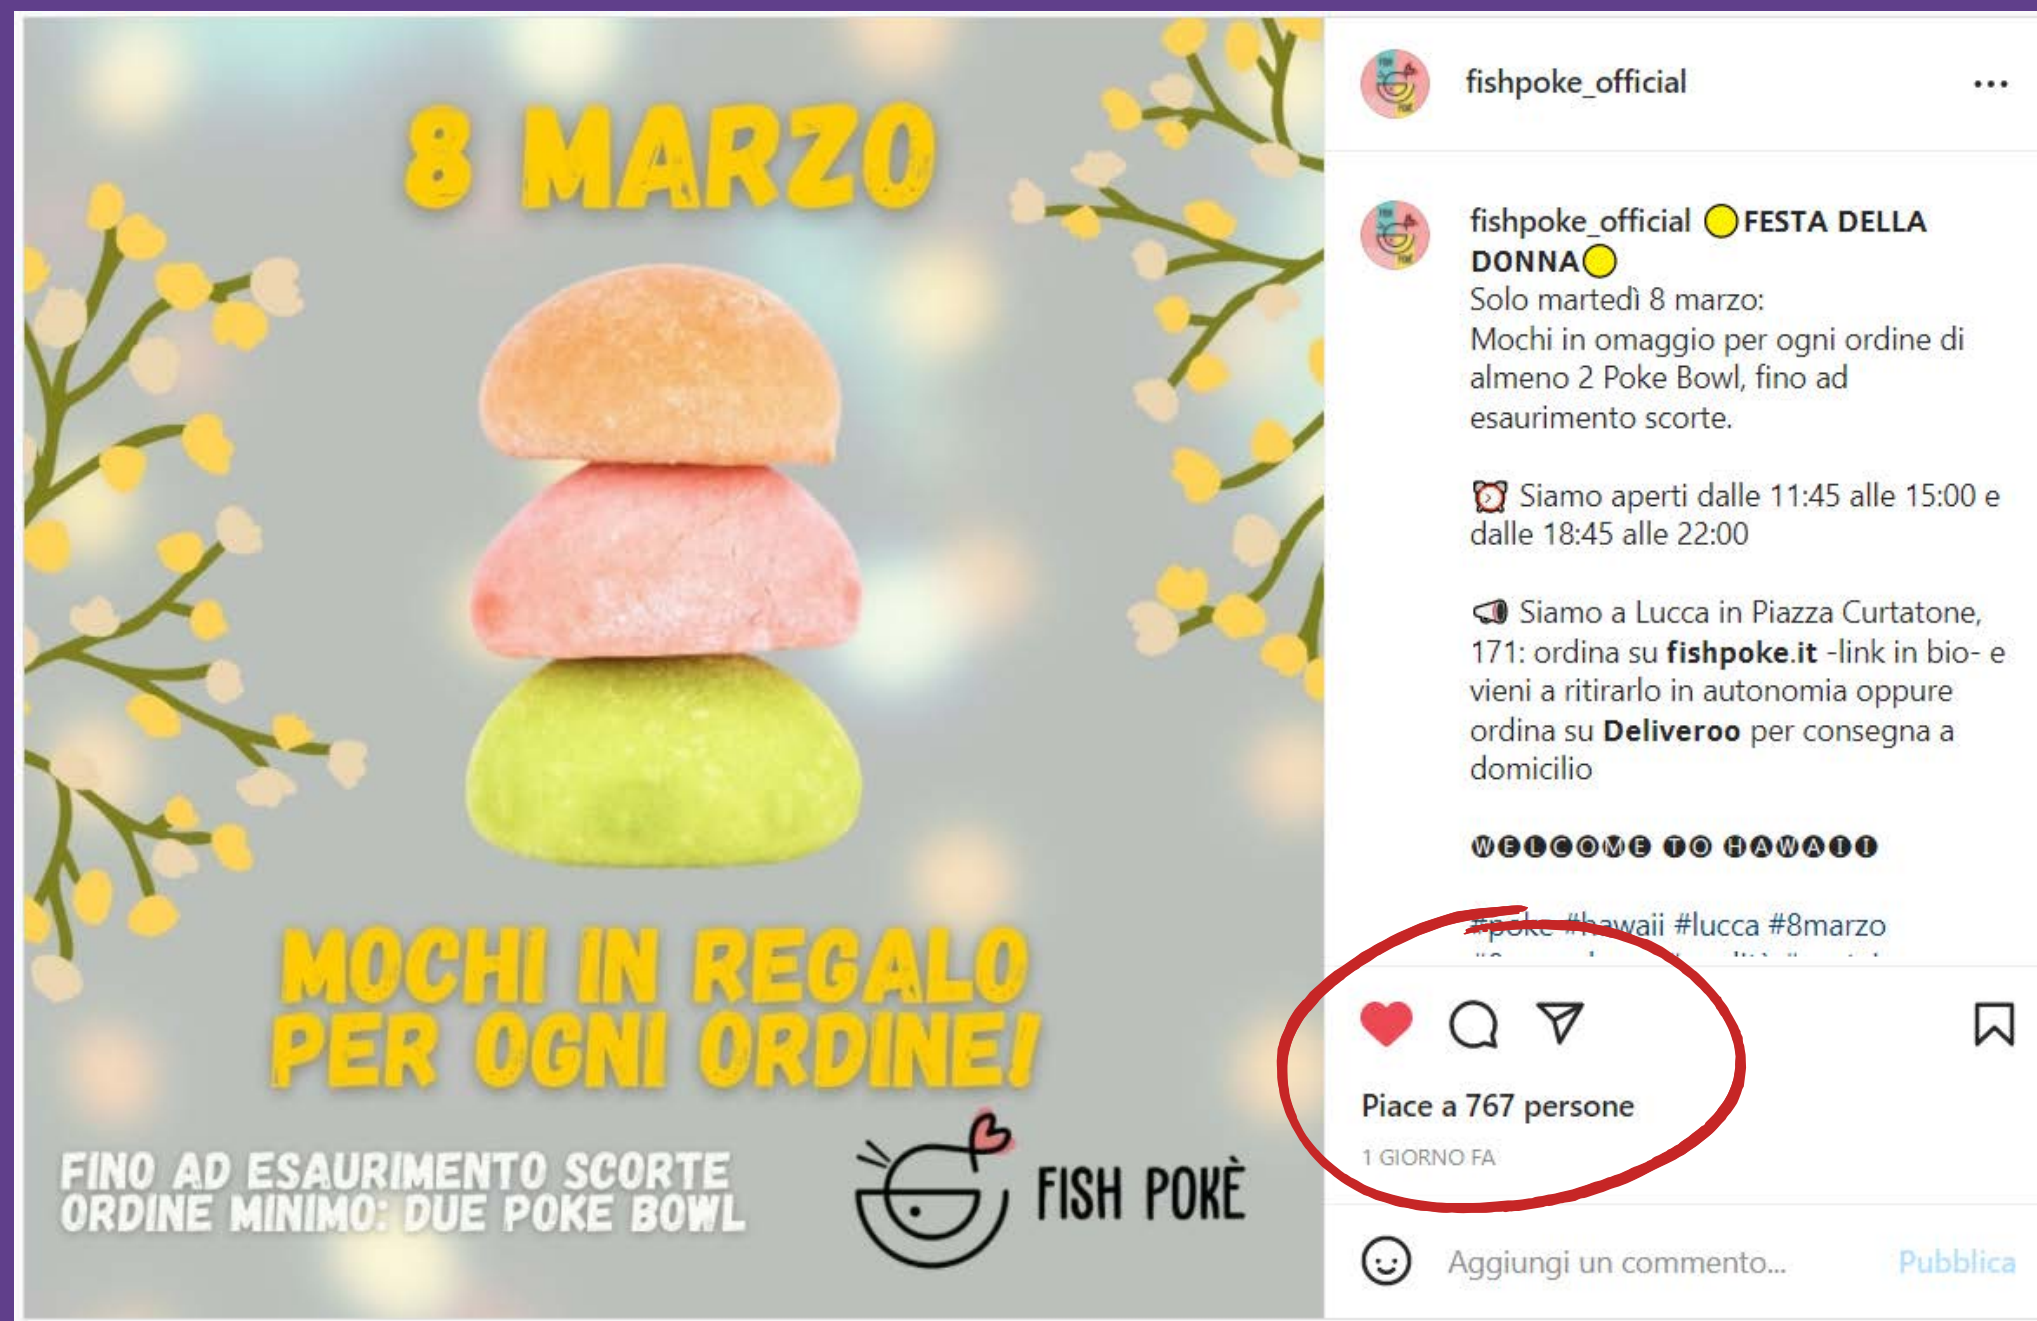 8 MARZO
MOCHI IN REGALO
PER OGNI ORDINE!
FINO AD ESAURIMENTO SCORTE
ORDINE MINIMO: DUE POKE BOWL
FISH POKÈ
fishpoke_official
fishpoke_official 🟡FESTA DELLA
DONNA🟡
Solo martedì 8 marzo:
Mochi in omaggio per ogni ordine di
almeno 2 Poke Bowl, fino ad
esaurimento scorte.
⏰ Siamo aperti dalle 11:45 alle 15:00 e
dalle 18:45 alle 22:00
📢 Siamo a Lucca in Piazza Curtatone,
171: ordina su fishpoke.it -link in bio- e
vieni a ritirarlo in autonomia oppure
ordina su Deliveroo per consegna a
domicilio
🅦🅔🅛🅒🅞🅜🅔 🅣🅞 🅗🅐🅦🅐🅘🅘
#poke #hawaii #lucca #8marzo
Piace a 767 persone
1 GIORNO FA
Aggiungi un commento...
Pubblica